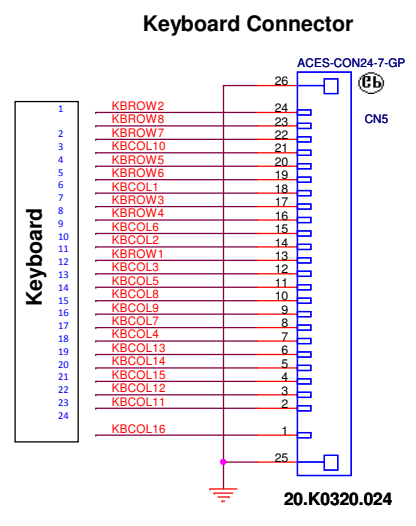 Keyboard Connector
ACES-CON24-7-GP
26
Cb
CN5
1 KBROW2 24
KBROW8 23
2 KBROW7 22
3 KBCOL10 21
4 KBROW5 20
5 KBROW6 19
6 KBCOL1 18
7 KBROW3 17
8 KBROW4 16
9 KBCOL6 15
10 KBCOL2 14
11 KBROW1 13
12 KBCOL3 12
13 KBCOL5 11
14 KBCOL8 10
15 KBCOL9 9
16 KBCOL7 8
17 KBCOL4 7
18 KBCOL13 6
19 KBCOL14 5
20 KBCOL15 4
21 KBCOL12 3
22 KBCOL11 2
23
24 KBCOL16 1
Keyboard
25
20.K0320.024